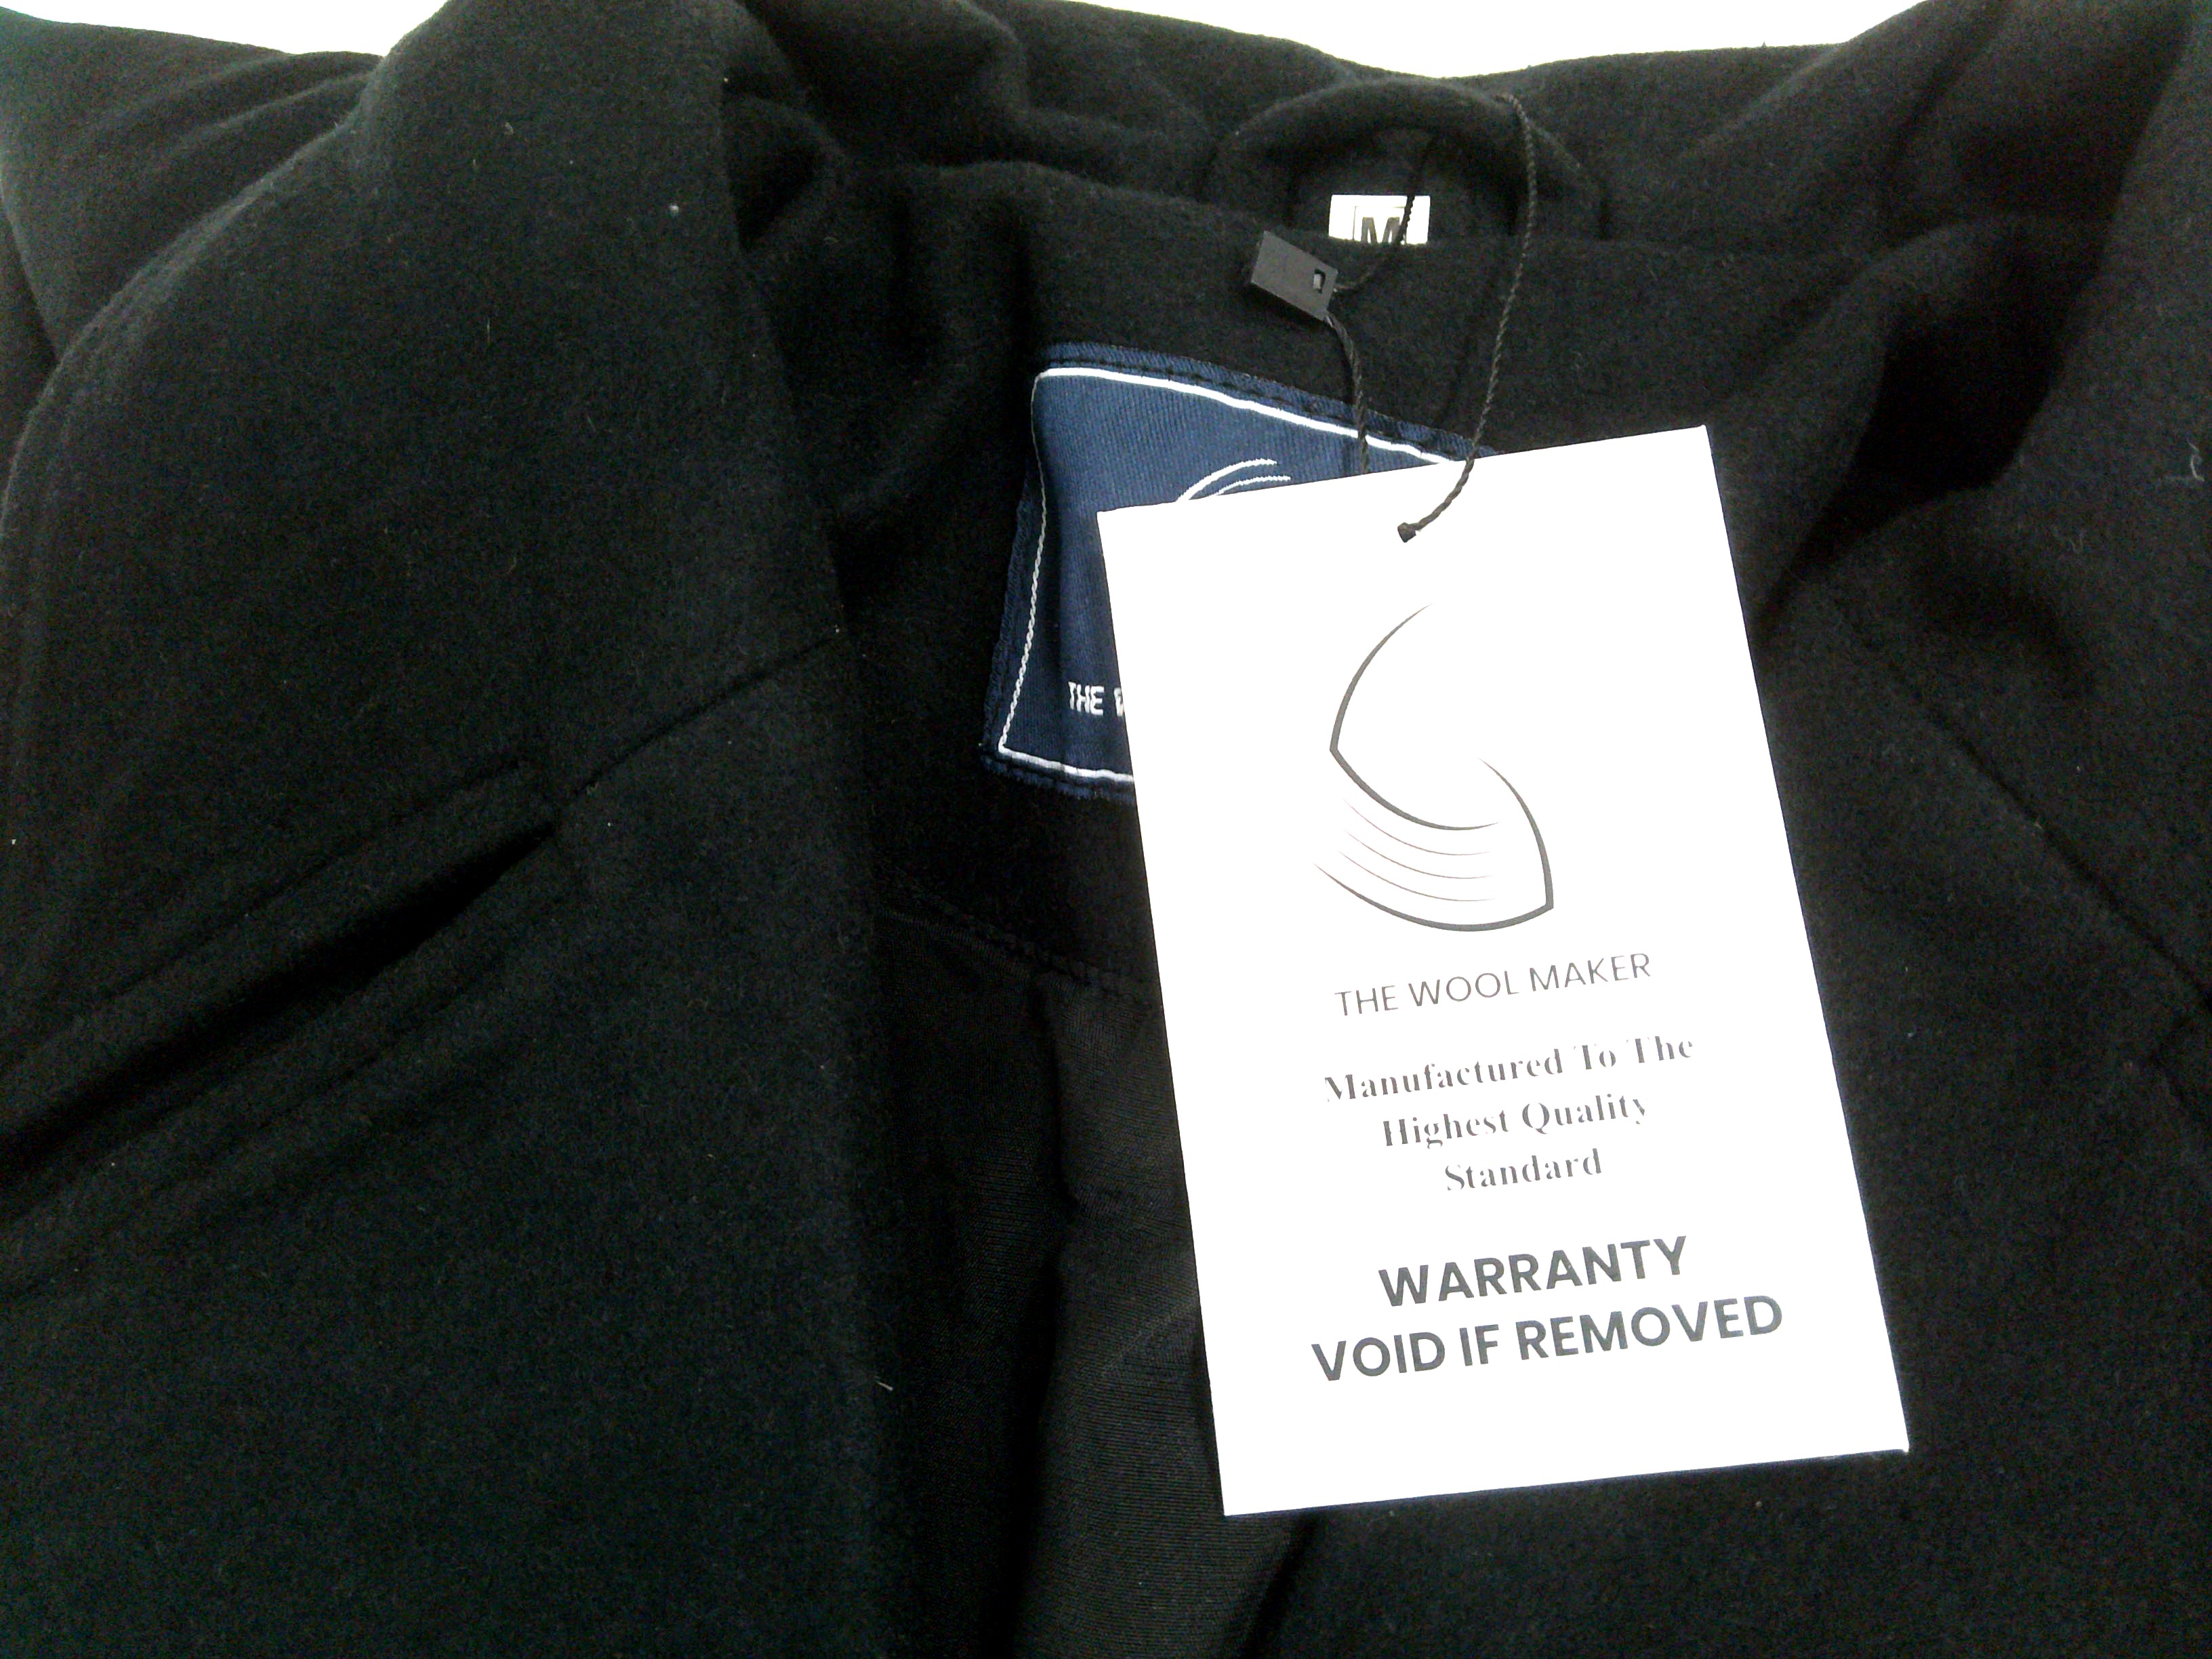 M
THE
THE WOOL MAKER
Manufactured To The
Highest Quality
Standard
WARRANTY
VOID IF REMOVED